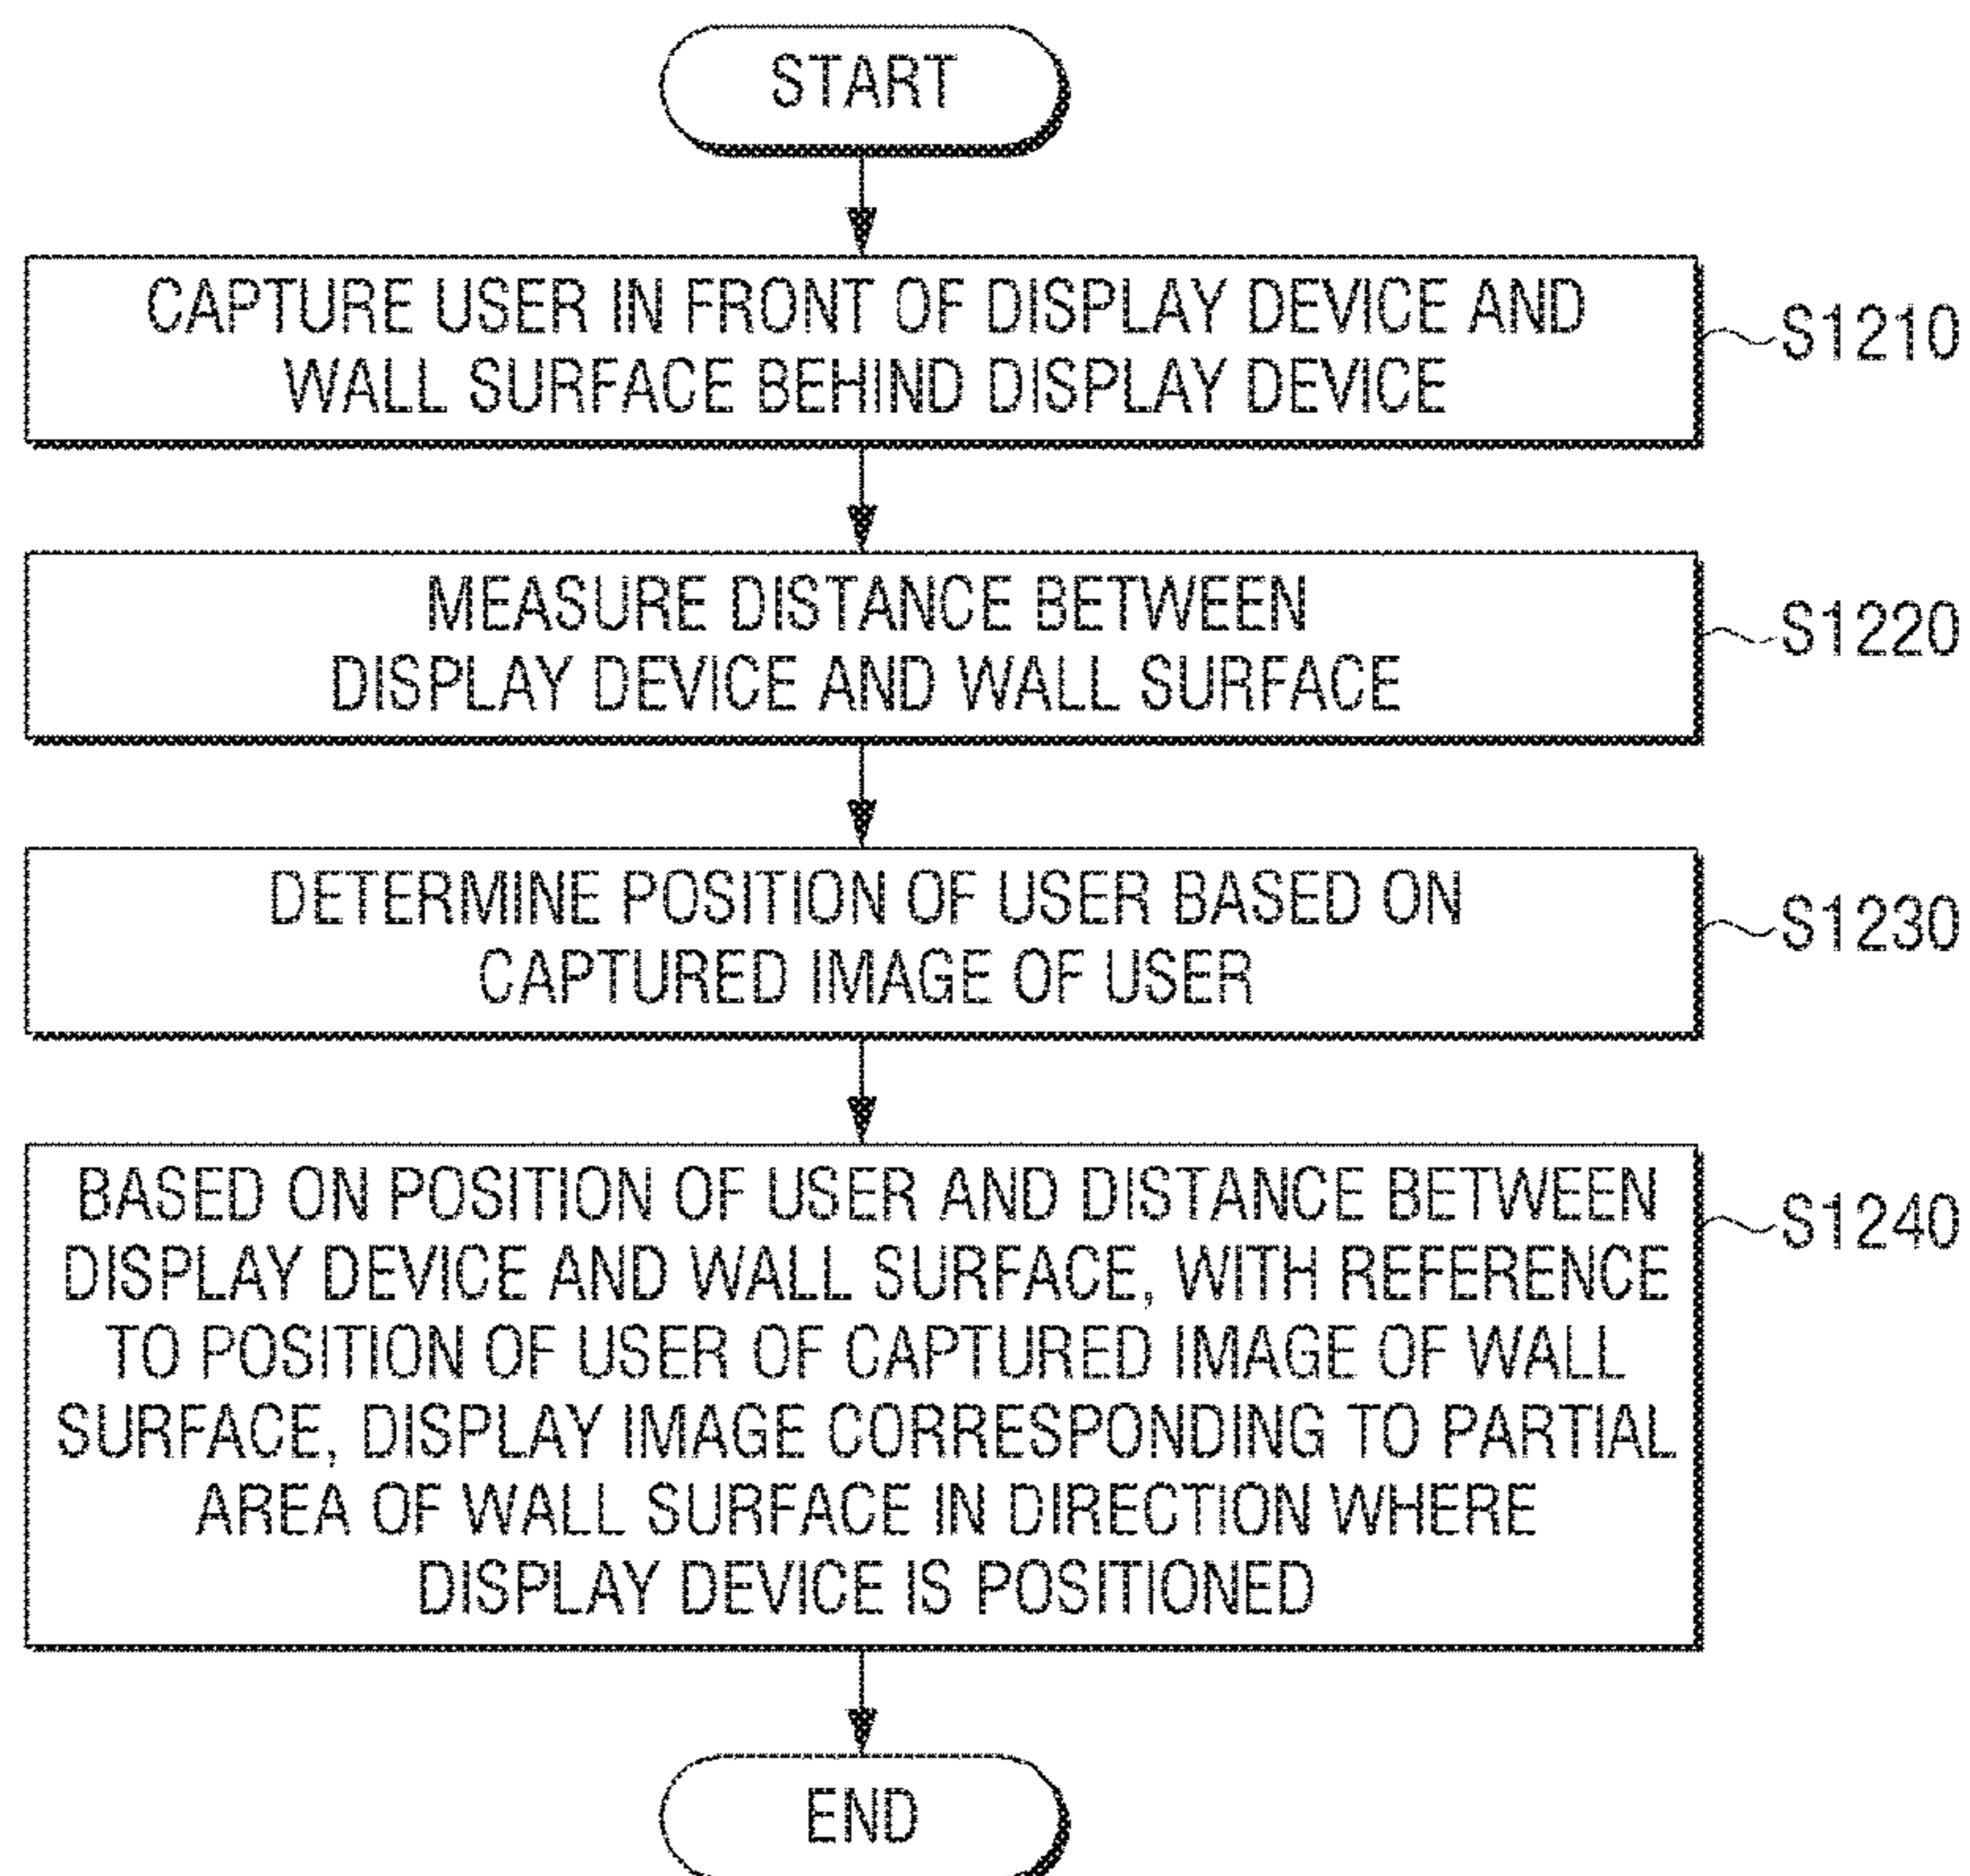 START
CAPTURE USER IN FRONT OF DISPLAY DEVICE AND
WALL SURFACE BEHIND DISPLAY DEVICE
S1210
MEASURE DISTANCE BETWEEN
DISPLAY DEVICE AND WALL SURFACE
S1220
DETERMINE POSITION OF USER BASED ON
CAPTURED IMAGE OF USER
S1230
BASED ON POSITION OF USER AND DISTANCE BETWEEN
DISPLAY DEVICE AND WALL SURFACE, WITH REFERENCE
TO POSITION OF USER OF CAPTURED IMAGE OF WALL
SURFACE, DISPLAY IMAGE CORRESPONDING TO PARTIAL
AREA OF WALL SURFACE IN DIRECTION WHERE
DISPLAY DEVICE IS POSITIONED
S1240
END